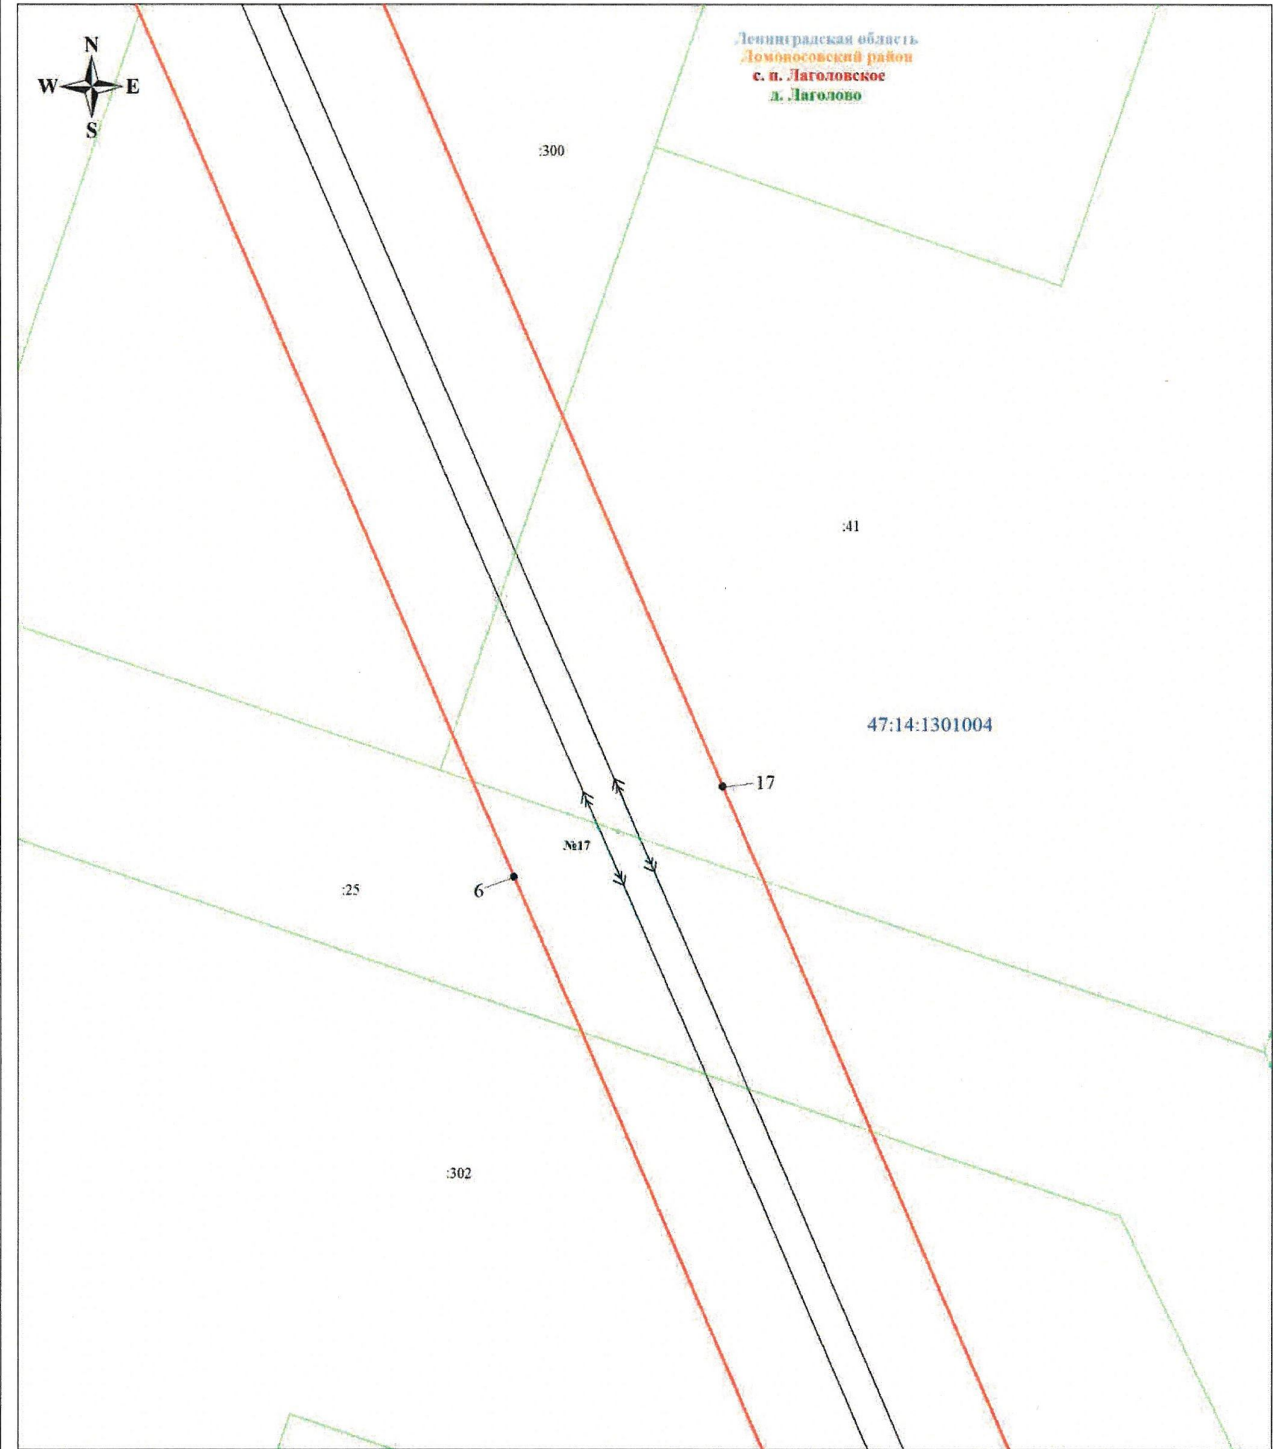 Ленинградская область
Ломоносовский район
с. п. Лаголовское
д. Лаголово
N
W E
S
:300
:41
47:14:1301004
17
№17
6
:25
:302